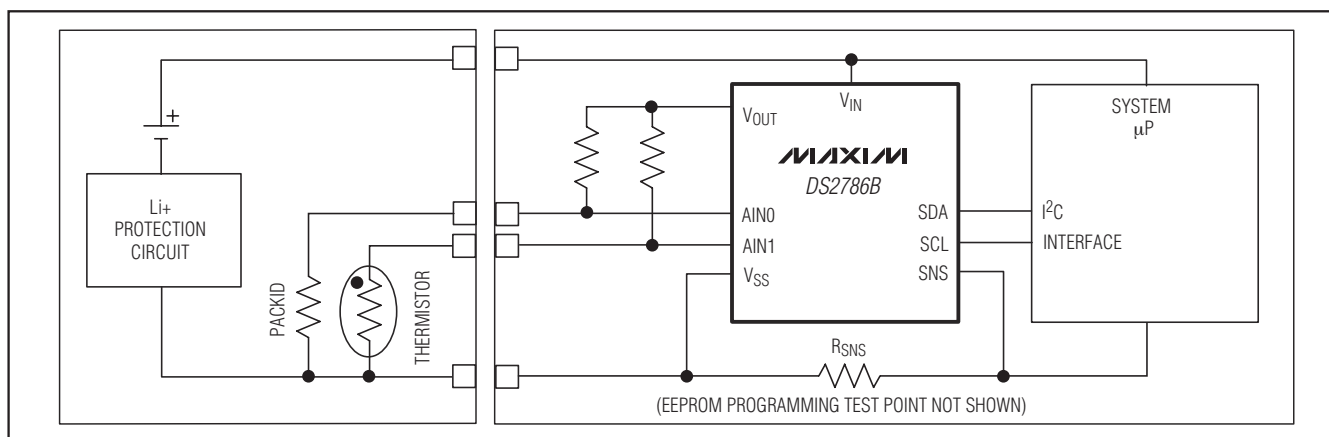 +
Li+
PROTECTION
CIRCUIT
PACKID
THERMISTOR
VIN
VOUT
MAXIM
DS2786B
AIN0
AIN1
VSS
SDA
SCL
SNS
SYSTEM
µP
I²C
INTERFACE
RSNS
(EEPROM PROGRAMMING TEST POINT NOT SHOWN)